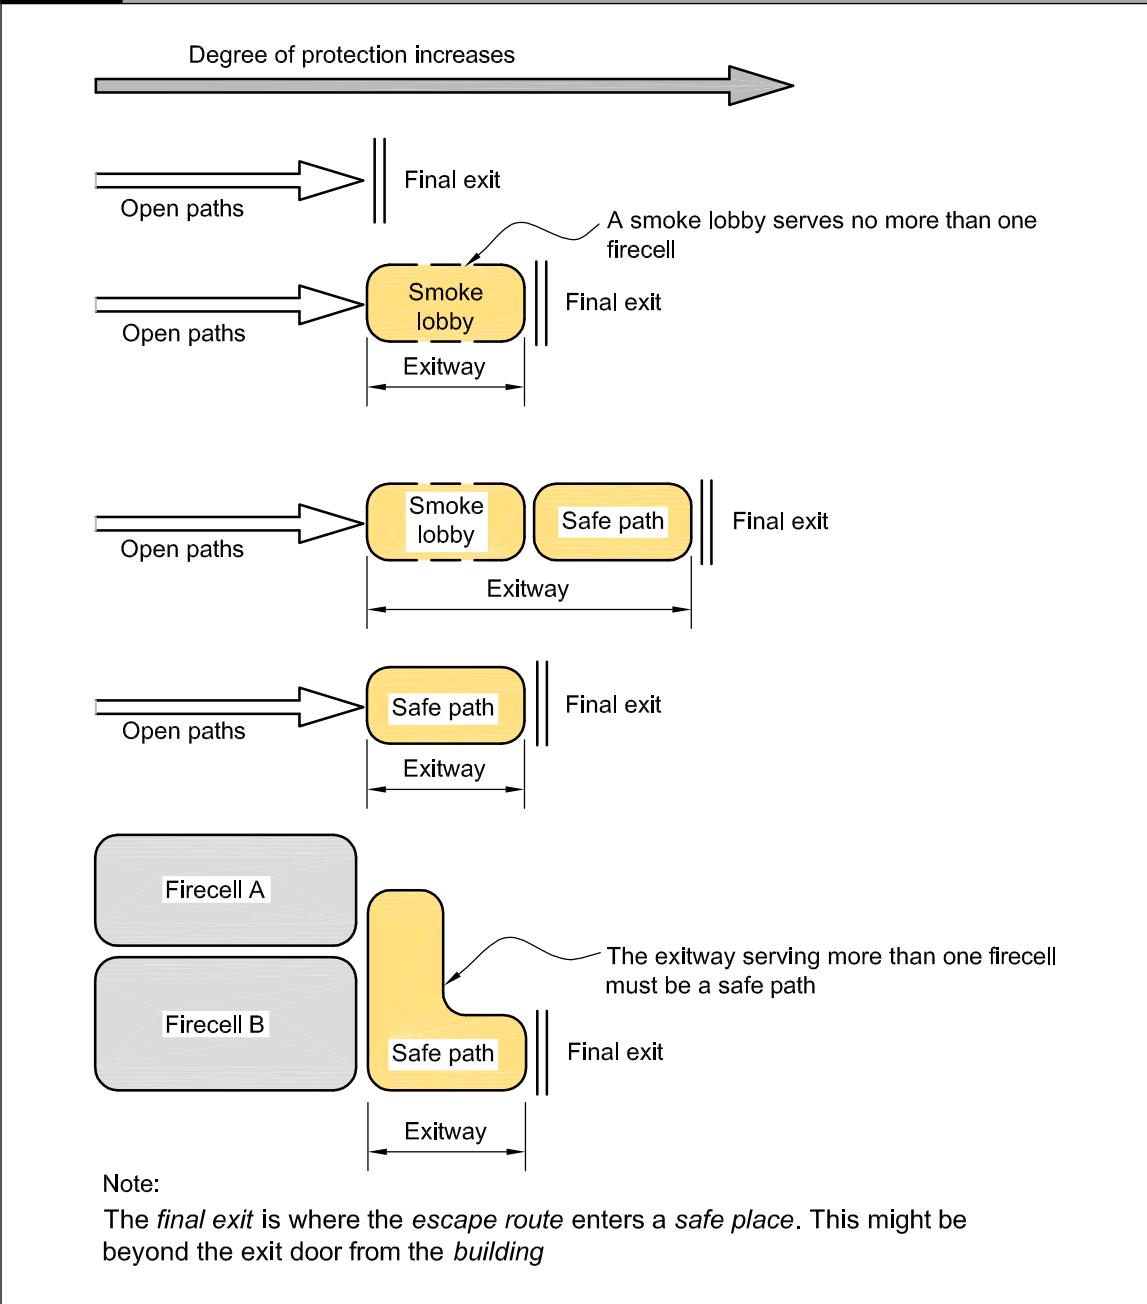 Degree of protection increases
Final exit
Open paths
A smoke lobby serves no more than one
firecell
Smoke
lobby
Final exit
Open paths
Exitway
Smoke
lobby
Safe path
Final exit
Open paths
Exitway
Safe path
Final exit
Open paths
Exitway
Firecell A
Firecell B
The exitway serving more than one firecell
must be a safe path
Safe path
Final exit
Exitway
Note:
The final exit is where the escape route enters a safe place. This might be
beyond the exit door from the building